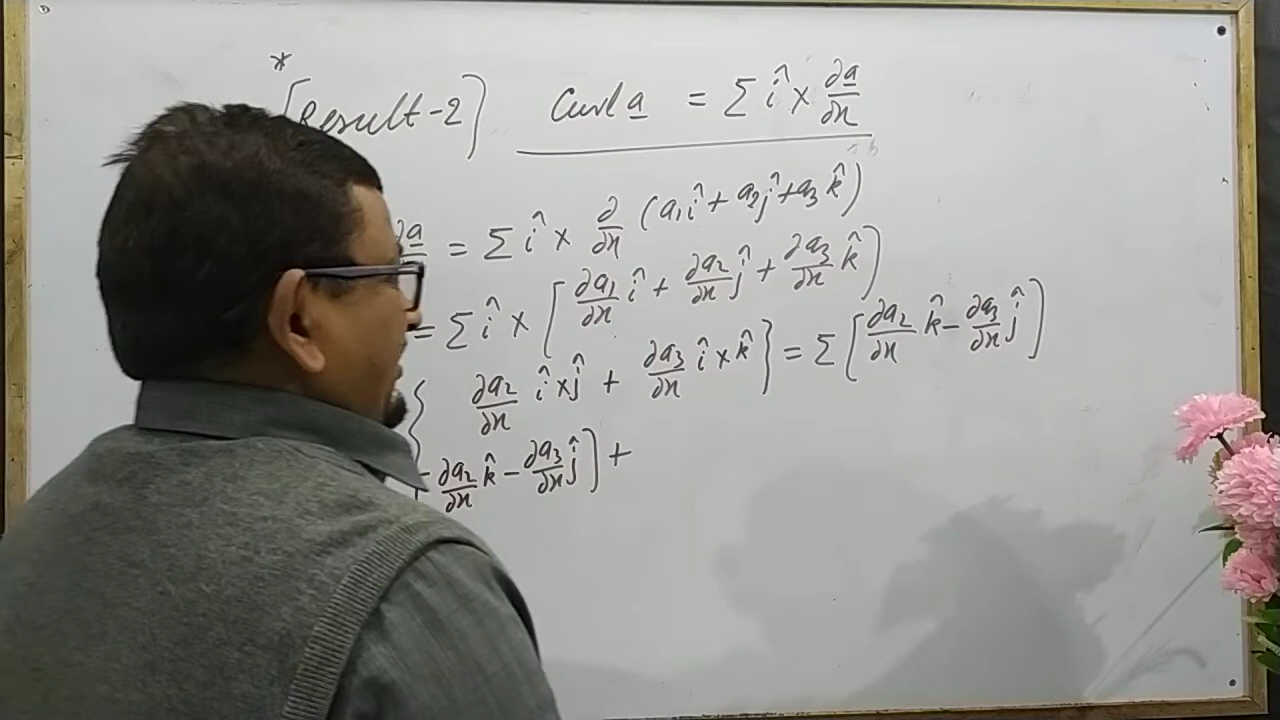 *
[Result-2] Curl a̲ = Σ î × ∂a̲/∂x
∂a̲ = Σ î × ∂/∂x (a₁î + a₂ĵ + a₃k̂)
= Σ î × [∂a₁/∂x î + ∂a₂/∂x ĵ + ∂a₃/∂x k̂]
{ ∂a₂/∂x î×ĵ + ∂a₃/∂x î×k̂ } = Σ [∂a₂/∂x k̂ − ∂a₃/∂x ĵ]
[∂a₂/∂x k̂ − ∂a₃/∂x ĵ] +